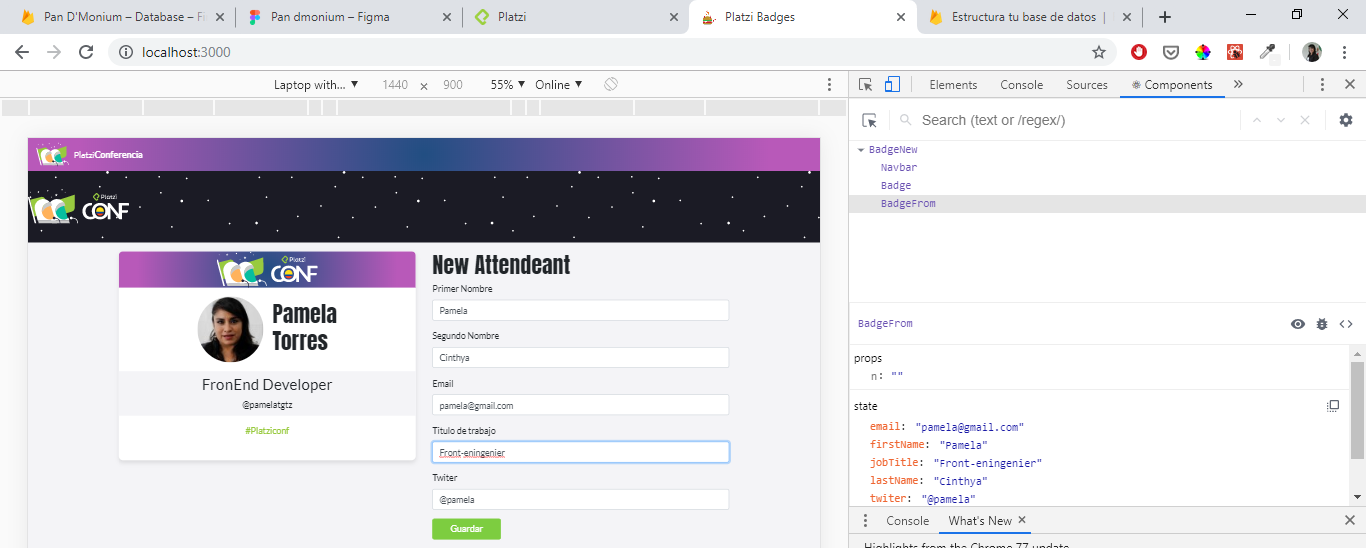 Pan D'Monium – Database – Fi
Pan dmonium – Figma
Platzi
Platzi Badges
Estructura tu base de datos |
localhost:3000
Laptop with... ▼ 1440 × 900 55% ▼ Online ▼
Elements Console Sources Components »
Search (text or /regex/)
BadgeNew
Navbar
Badge
BadgeFrom
PlatziConferencia
Platzi
CONF
Platzi
CONF
Pamela
Torres
FronEnd Developer
@pamelatgtz
#Platziconf
New Attendeant
Primer Nombre
Pamela
Segundo Nombre
Cinthya
Email
pamela@gmail.com
Titulo de trabajo
Front-eningenier
Twiter
@pamela
Guardar
BadgeFrom
props
n: ""
state
email: "pamela@gmail.com"
firstName: "Pamela"
jobTitle: "Front-eningenier"
lastName: "Cinthya"
twiter: "@pamela"
Console What's New ×
Highlights from the Chrome 77 update